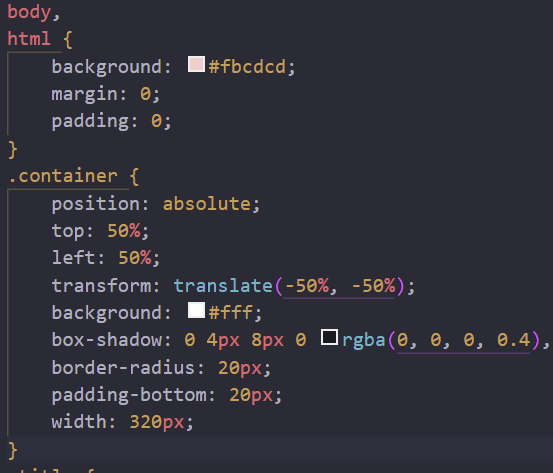 body,
html {
background: #fbcdcd;
margin: 0;
padding: 0;
}
.container {
position: absolute;
top: 50%;
left: 50%;
transform: translate(-50%, -50%);
background: #fff;
box-shadow: 0 4px 8px 0 rgba(0, 0, 0, 0.4),
border-radius: 20px;
padding-bottom: 20px;
width: 320px;
}